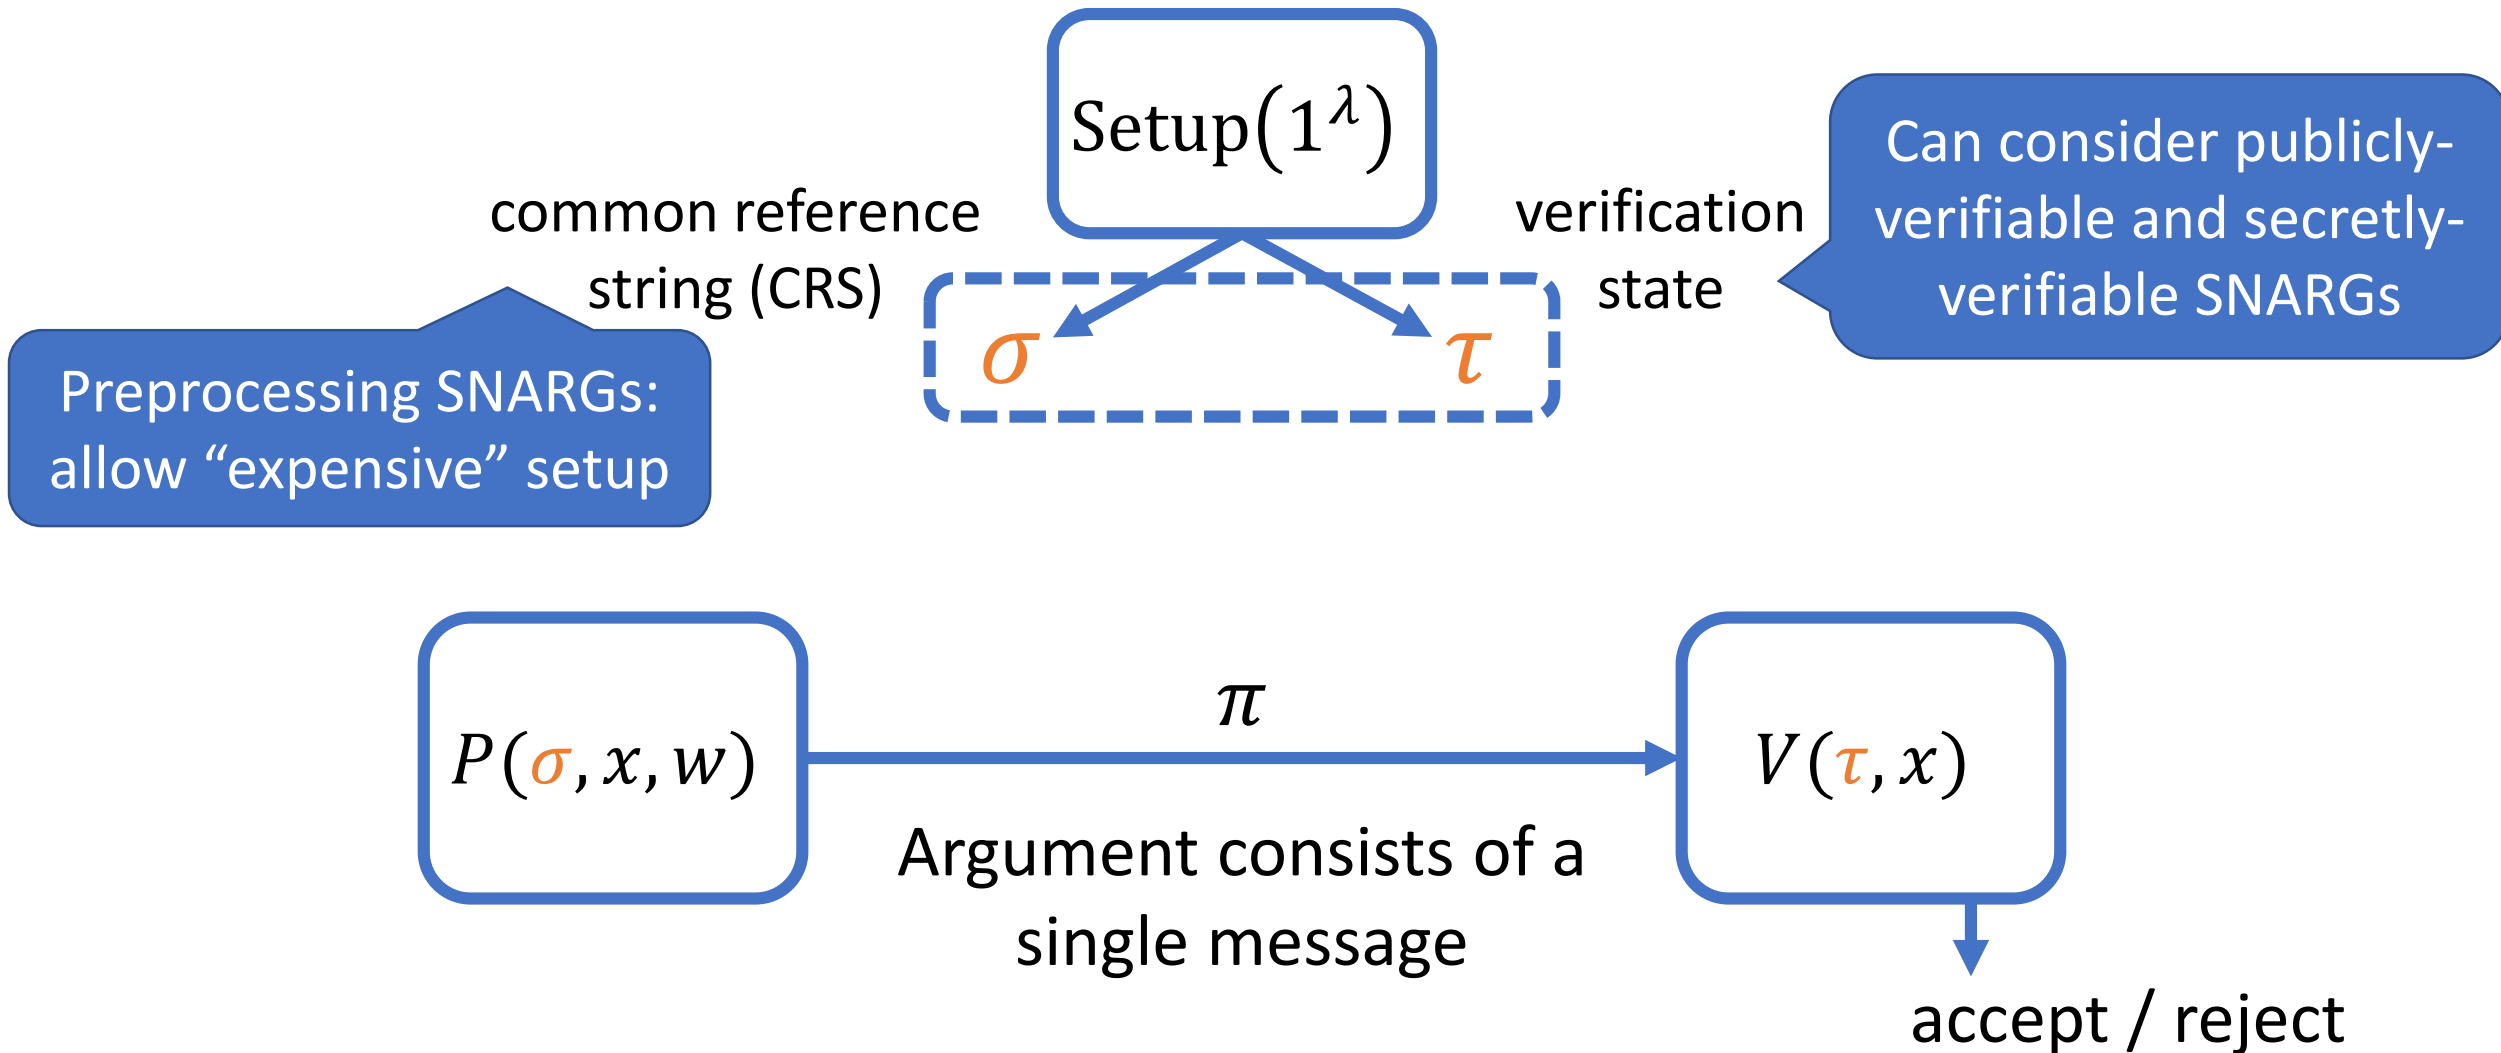 Setup(1^λ)
common reference
string (CRS)
verification
state
Can consider publicly-
verifiable and secretly-
verifiable SNARGs
σ
τ
Preprocessing SNARGs:
allow “expensive” setup
P(σ, x, w)
π
V(τ, x)
Argument consists of a
single message
accept / reject